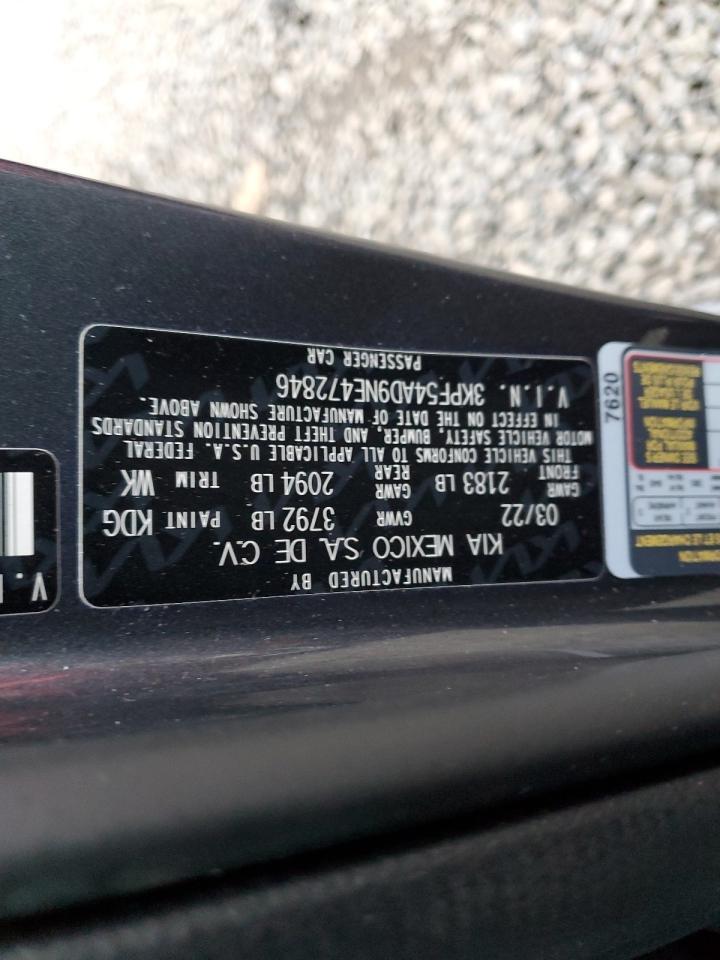 MANUFACTURED BY
KIA MEXICO S.A. DE C.V.
03/22 GVWR 3792 LB PAINT KDG
GAWR FRONT 2183 LB GAWR REAR 2094 LB TRIM WK
THIS VEHICLE CONFORMS TO ALL APPLICABLE U.S.A. FEDERAL
MOTOR VEHICLE SAFETY, BUMPER, AND THEFT PREVENTION STANDARDS
IN EFFECT ON THE DATE OF MANUFACTURE SHOWN ABOVE.
V.I.N. 3KPF54AD9NE472846
PASSENGER CAR
7620
V.I